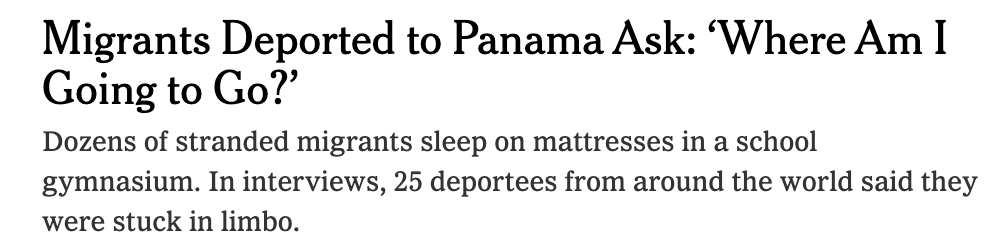 Migrants Deported to Panama Ask: ‘Where Am I
Going to Go?’
Dozens of stranded migrants sleep on mattresses in a school
gymnasium. In interviews, 25 deportees from around the world said they
were stuck in limbo.